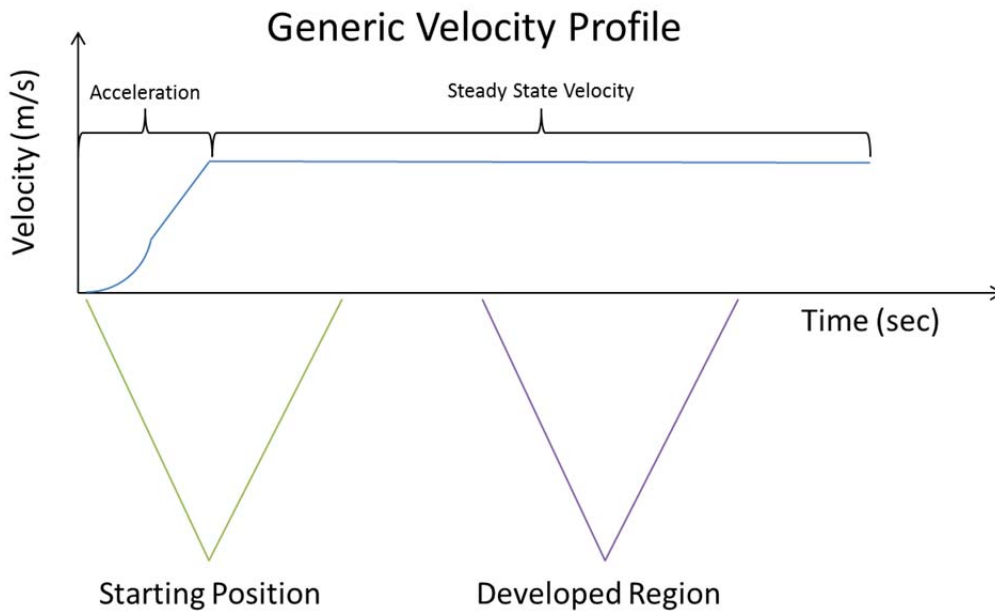 Generic Velocity Profile
Acceleration
Steady State Velocity
Velocity (m/s)
Time (sec)
Starting Position
Developed Region